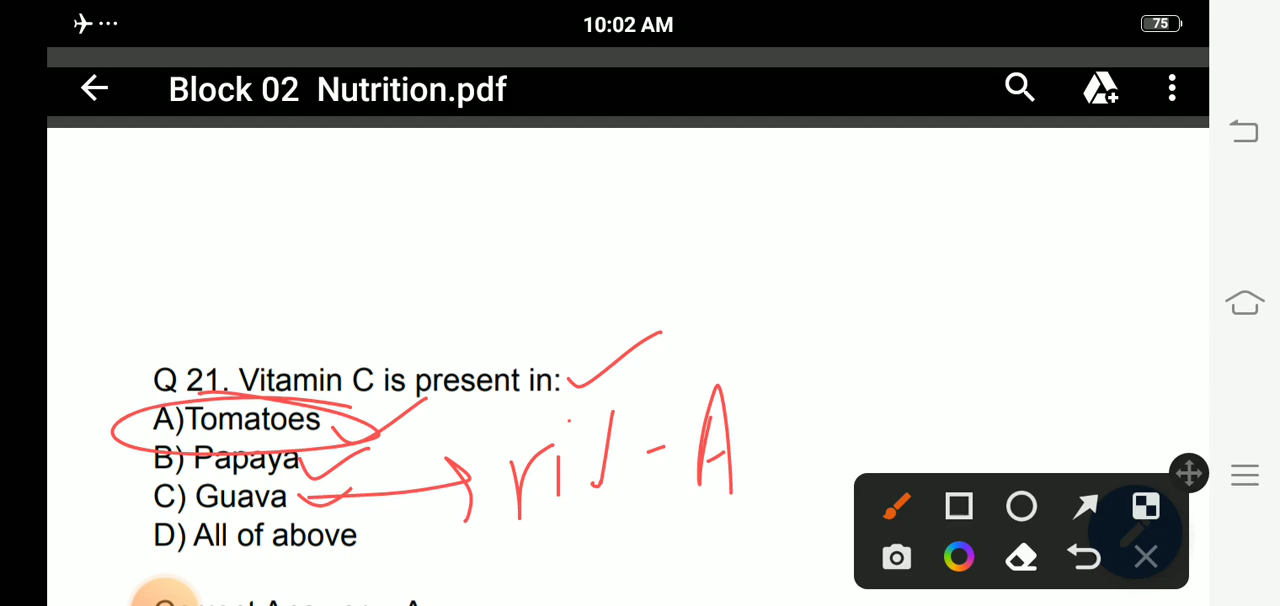 10:02 AM
75
Block 02 Nutrition.pdf
Q 21. Vitamin C is present in:
A)Tomatoes
B) Papaya
C) Guava
D) All of above
A